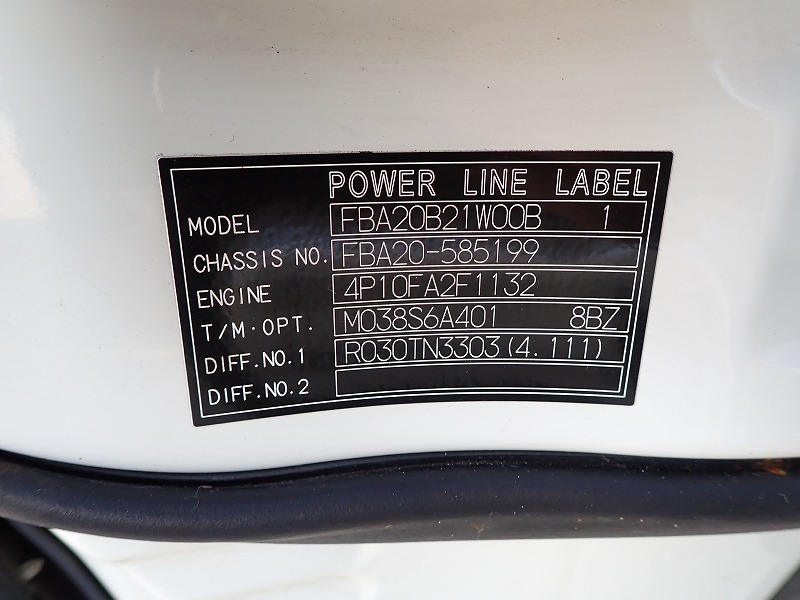 POWER LINE LABEL
MODEL FBA20B21W00B 1
CHASSIS NO. FBA20-585199
ENGINE 4P10FA2F1132
T/M·OPT. M038S6A401 8BZ
DIFF.NO.1 R030TN3303(4.111)
DIFF.NO.2